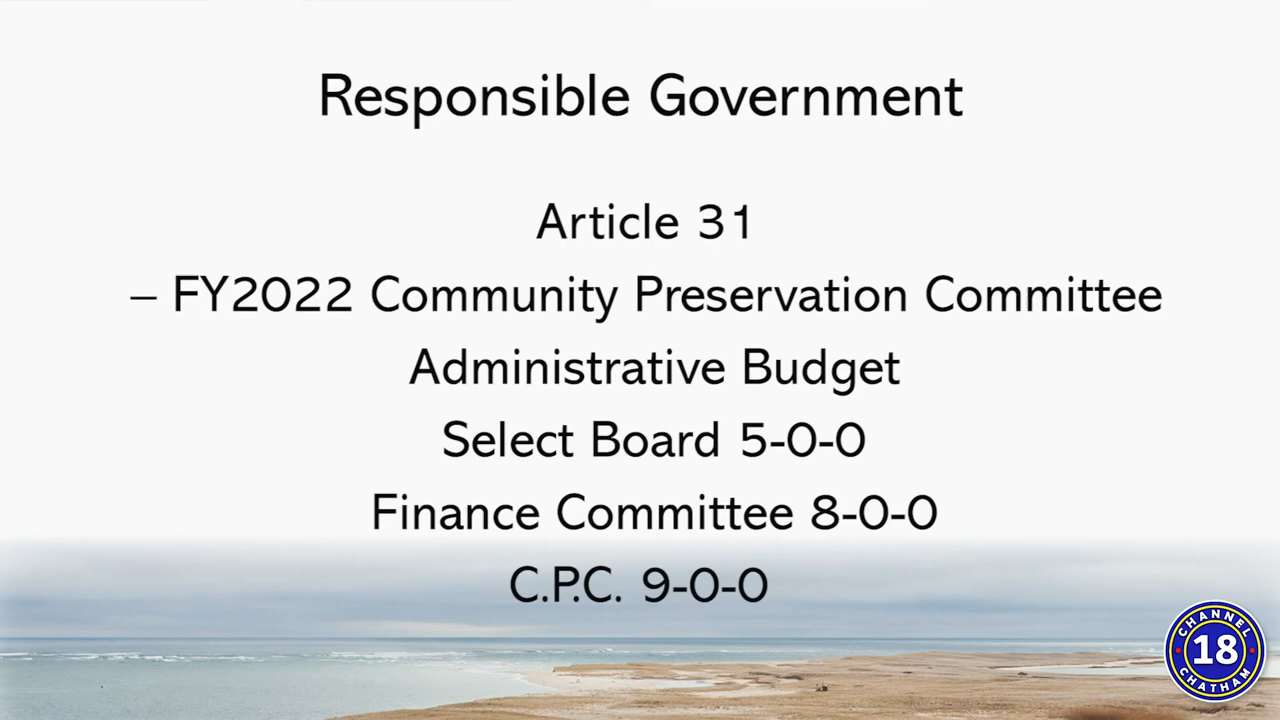 Responsible Government
Article 31
– FY2022 Community Preservation Committee
Administrative Budget
Select Board 5-0-0
Finance Committee 8-0-0
C.P.C. 9-0-0
CHANNEL
18
CHATHAM